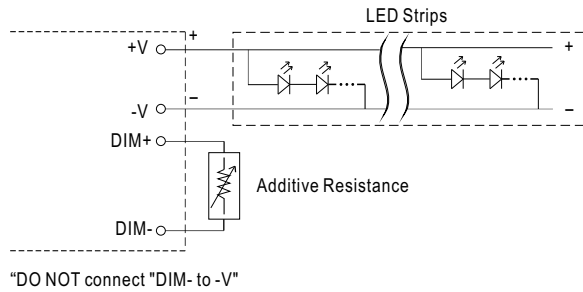 LED Strips
+V
+
+
-V
–
–
DIM+
Additive Resistance
DIM-
“DO NOT connect "DIM- to -V"